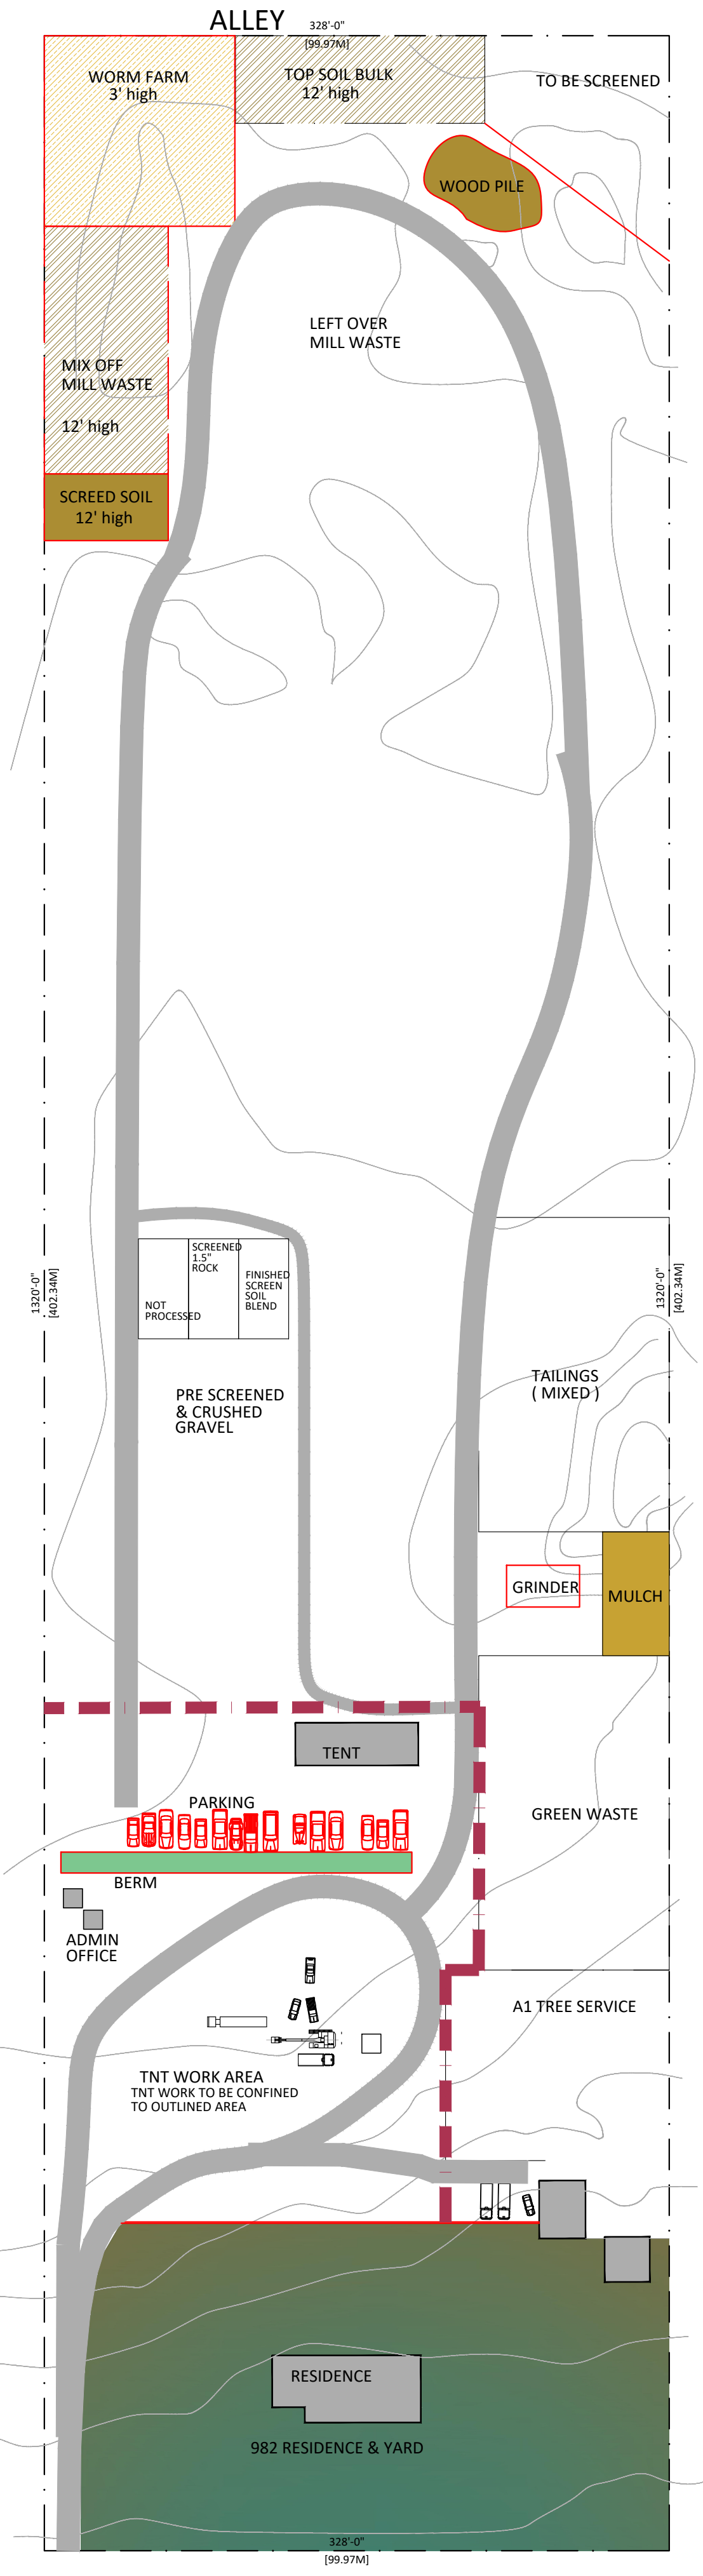 ALLEY
328'-0"
[99.97M]
WORM FARM
3' high
TOP SOIL BULK
12' high
TO BE SCREENED
WOOD PILE
LEFT OVER
MILL WASTE
MIX OFF
MILL WASTE
12' high
SCREED SOIL
12' high
1320'-0"
[402.34M]
1320'-0"
[402.34M]
NOT
PROCESSED
SCREENED
1.5"
ROCK
FINISHED
SCREEN
SOIL
BLEND
TAILINGS
( MIXED )
PRE SCREENED
& CRUSHED
GRAVEL
GRINDER
MULCH
TENT
PARKING
GREEN WASTE
BERM
ADMIN
OFFICE
A1 TREE SERVICE
TNT WORK AREA
TNT WORK TO BE CONFINED
TO OUTLINED AREA
RESIDENCE
982 RESIDENCE & YARD
328'-0"
[99.97M]